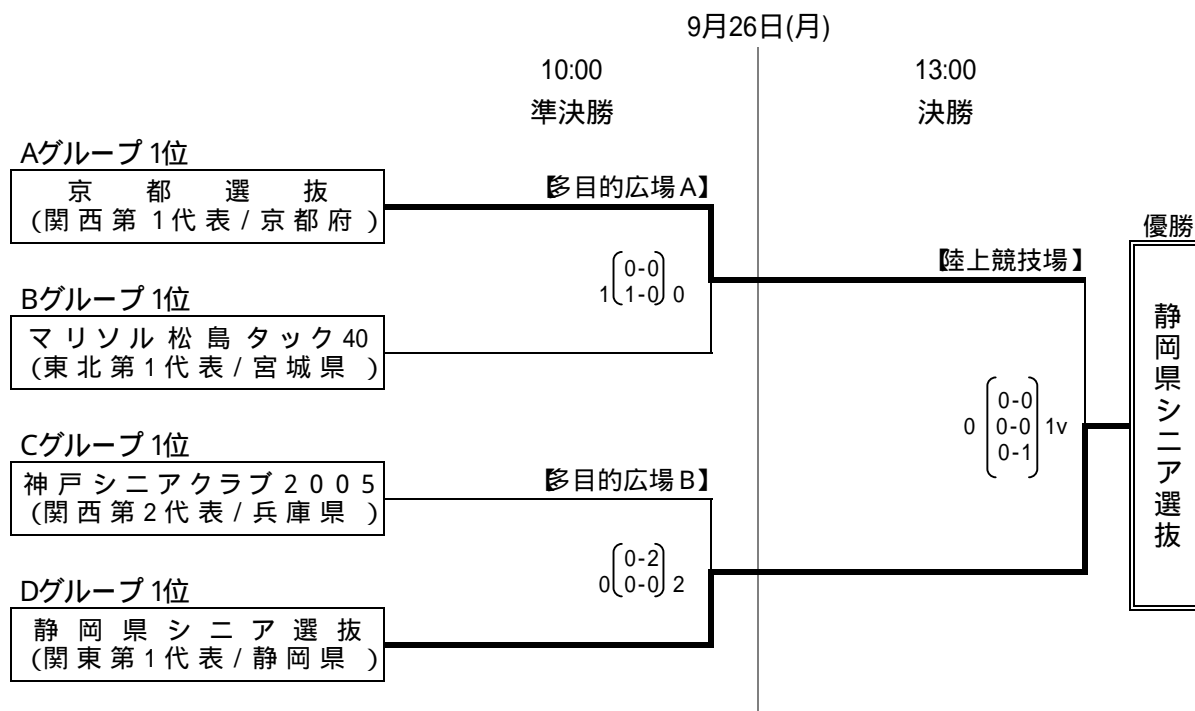 9月26日(月)
10:00
13:00
準決勝
決勝
Aグループ 1位
京都選抜
(関西第1代表/京都府)
【多目的広場A】
0-0
1 1-0 0
Bグループ 1位
マリソル松島タック40
(東北第1代表/宮城県)
Cグループ 1位
神戸シニアクラブ2005
(関西第2代表/兵庫県)
【多目的広場B】
0-2
0 0-0 2
Dグループ 1位
静岡県シニア選抜
(関東第1代表/静岡県)
【陸上競技場】
0-0
0 0-0 1v
0-1
優勝
静岡県シニア選抜